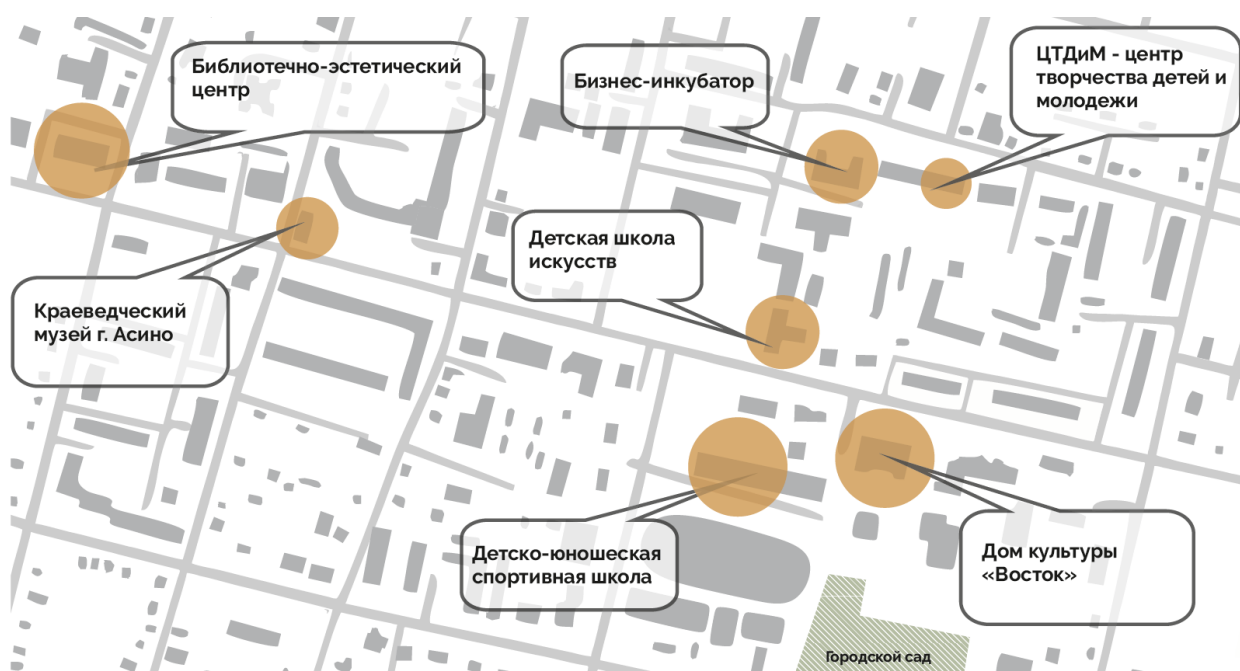 Библиотечно-эстетический
центр
Бизнес-инкубатор
ЦТДиМ - центр
творчества детей и
молодежи
Детская школа
искусств
Краеведческий
музей г. Асино
Детско-юношеская
спортивная школа
Дом культуры
«Восток»
Городской сад